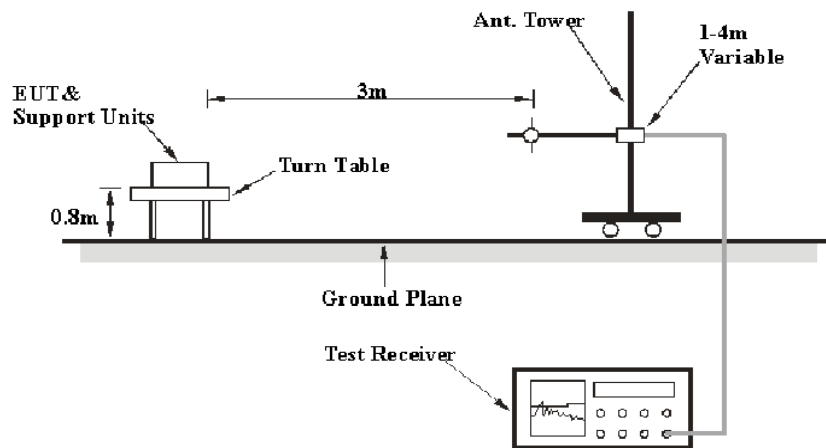 Ant. Tower
1-4m
Variable
3m
EUT&
Support Units
Turn Table
0.8m
Ground Plane
Test Receiver